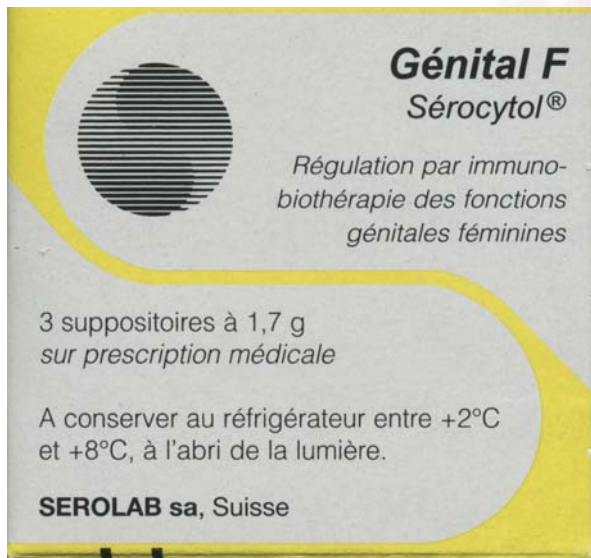 Génital F
Sérocytol®
Régulation par immuno-
biothérapie des fonctions
génitales féminines
3 suppositoires à 1,7 g
sur prescription médicale
A conserver au réfrigérateur entre +2°C
et +8°C, à l'abri de la lumière.
SEROLAB sa, Suisse